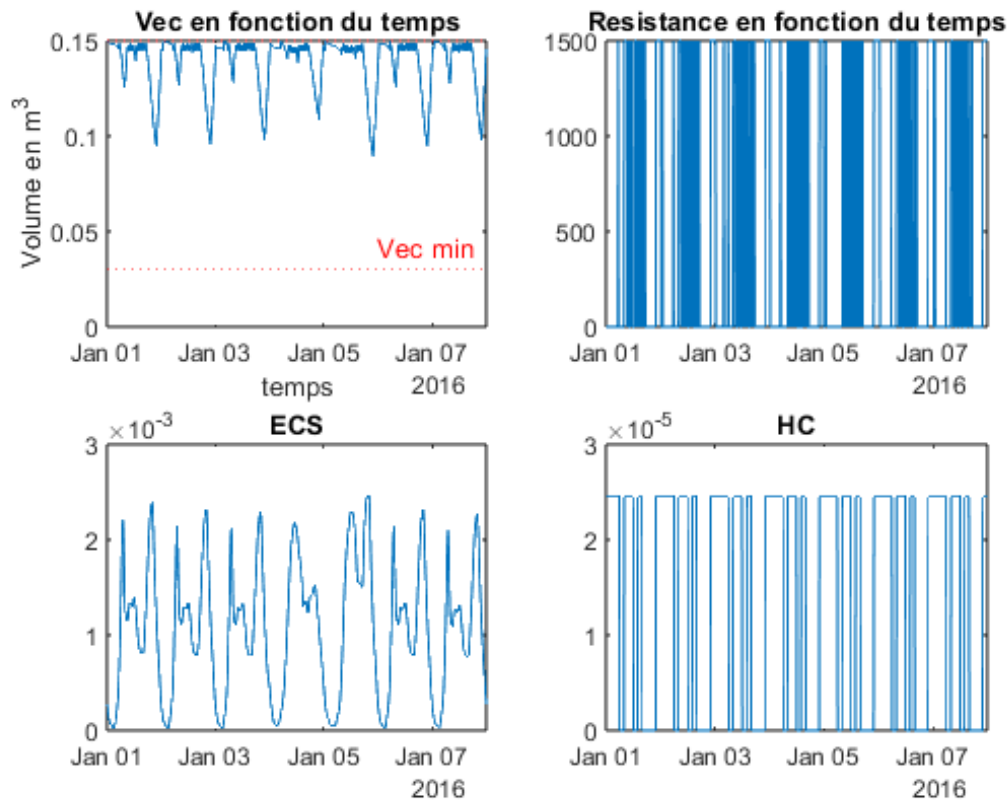 Vec en fonction du temps
0.15
0.1
0.05
0
Volume en m³
Vec min
Jan 01 Jan 03 Jan 05 Jan 07
temps 2016
Resistance en fonction du temps
1500
1000
500
0
Jan 01 Jan 03 Jan 05 Jan 07
2016
ECS
×10⁻³
3
2
1
0
Jan 01 Jan 03 Jan 05 Jan 07
2016
HC
×10⁻⁵
3
2
1
0
Jan 01 Jan 03 Jan 05 Jan 07
2016